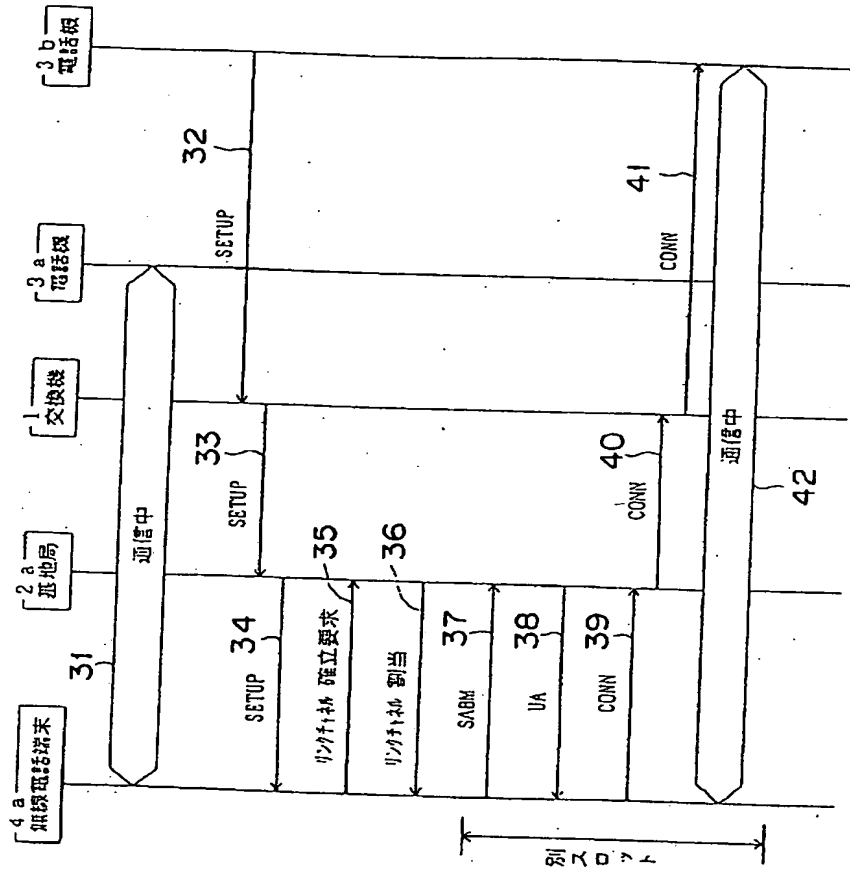 4a
無線電話端末
2a
基地局
1
交換機
3a
電話機
3b
電話機
31
通信中
SETUP
32
SETUP
33
SETUP
34
リンクチャネル 確立要求
35
リンクチャネル 割当
36
SABM
37
UA
38
CONN
39
CONN
40
CONN
41
通信中
42
別スロット